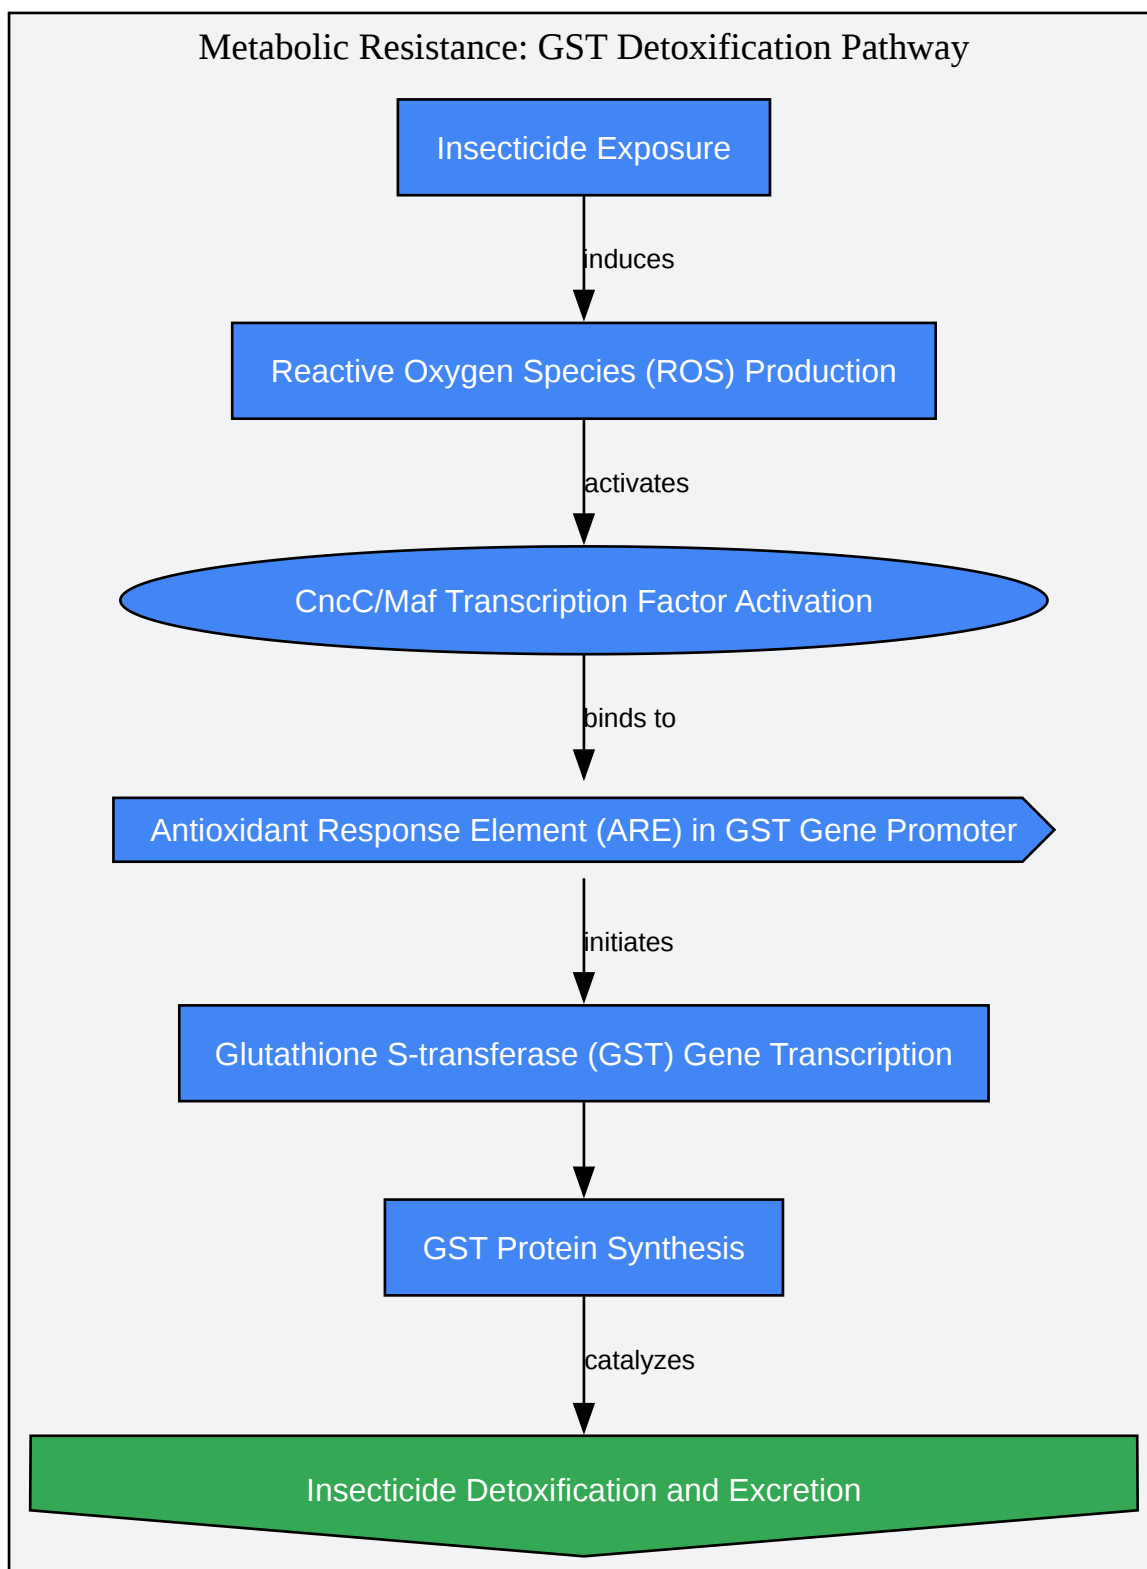 Metabolic Resistance: GST Detoxification Pathway
Insecticide Exposure
induces
Reactive Oxygen Species (ROS) Production
activates
CncC/Maf Transcription Factor Activation
binds to
Antioxidant Response Element (ARE) in GST Gene Promoter
initiates
Glutathione S-transferase (GST) Gene Transcription
GST Protein Synthesis
catalyzes
Insecticide Detoxification and Excretion